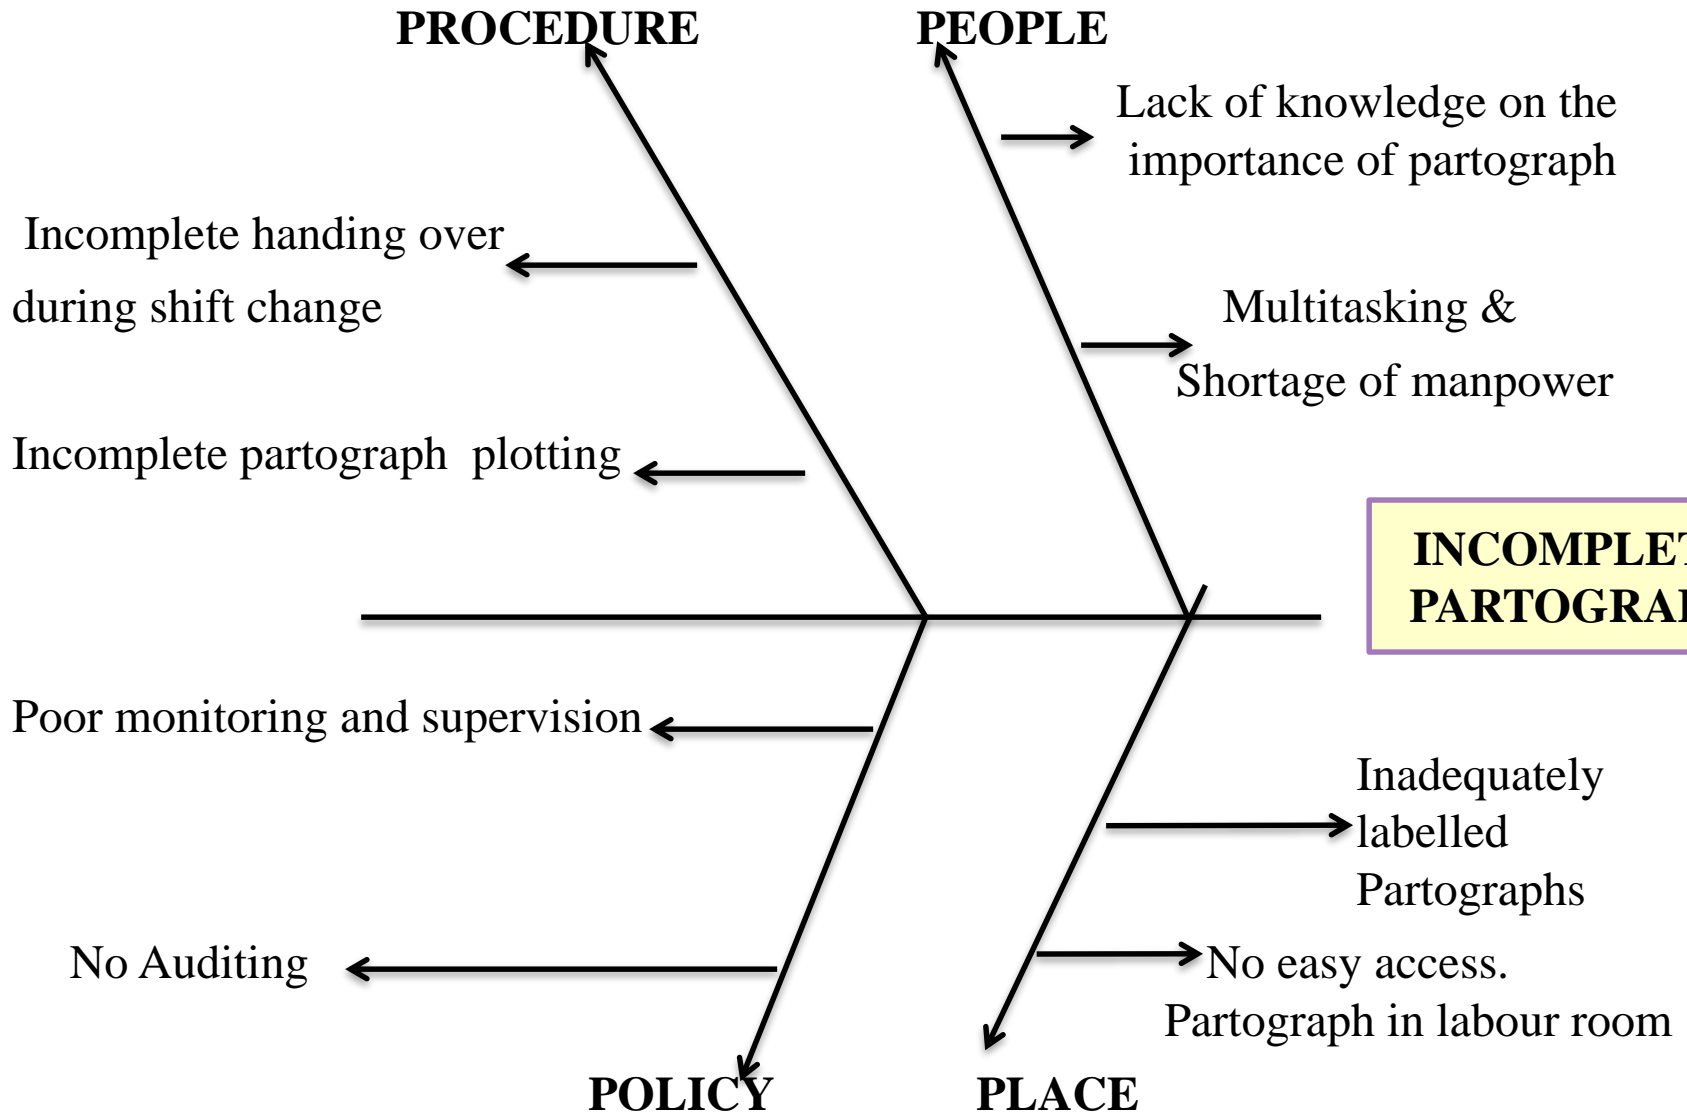 PROCEDURE
PEOPLE
Lack of knowledge on the
importance of partograph
Incomplete handing over
during shift change
Multitasking &
Shortage of manpower
Incomplete partograph plotting
Poor monitoring and supervision
Inadequately
labelled
Partographs
No Auditing
No easy access.
Partograph in labour room
POLICY
PLACE